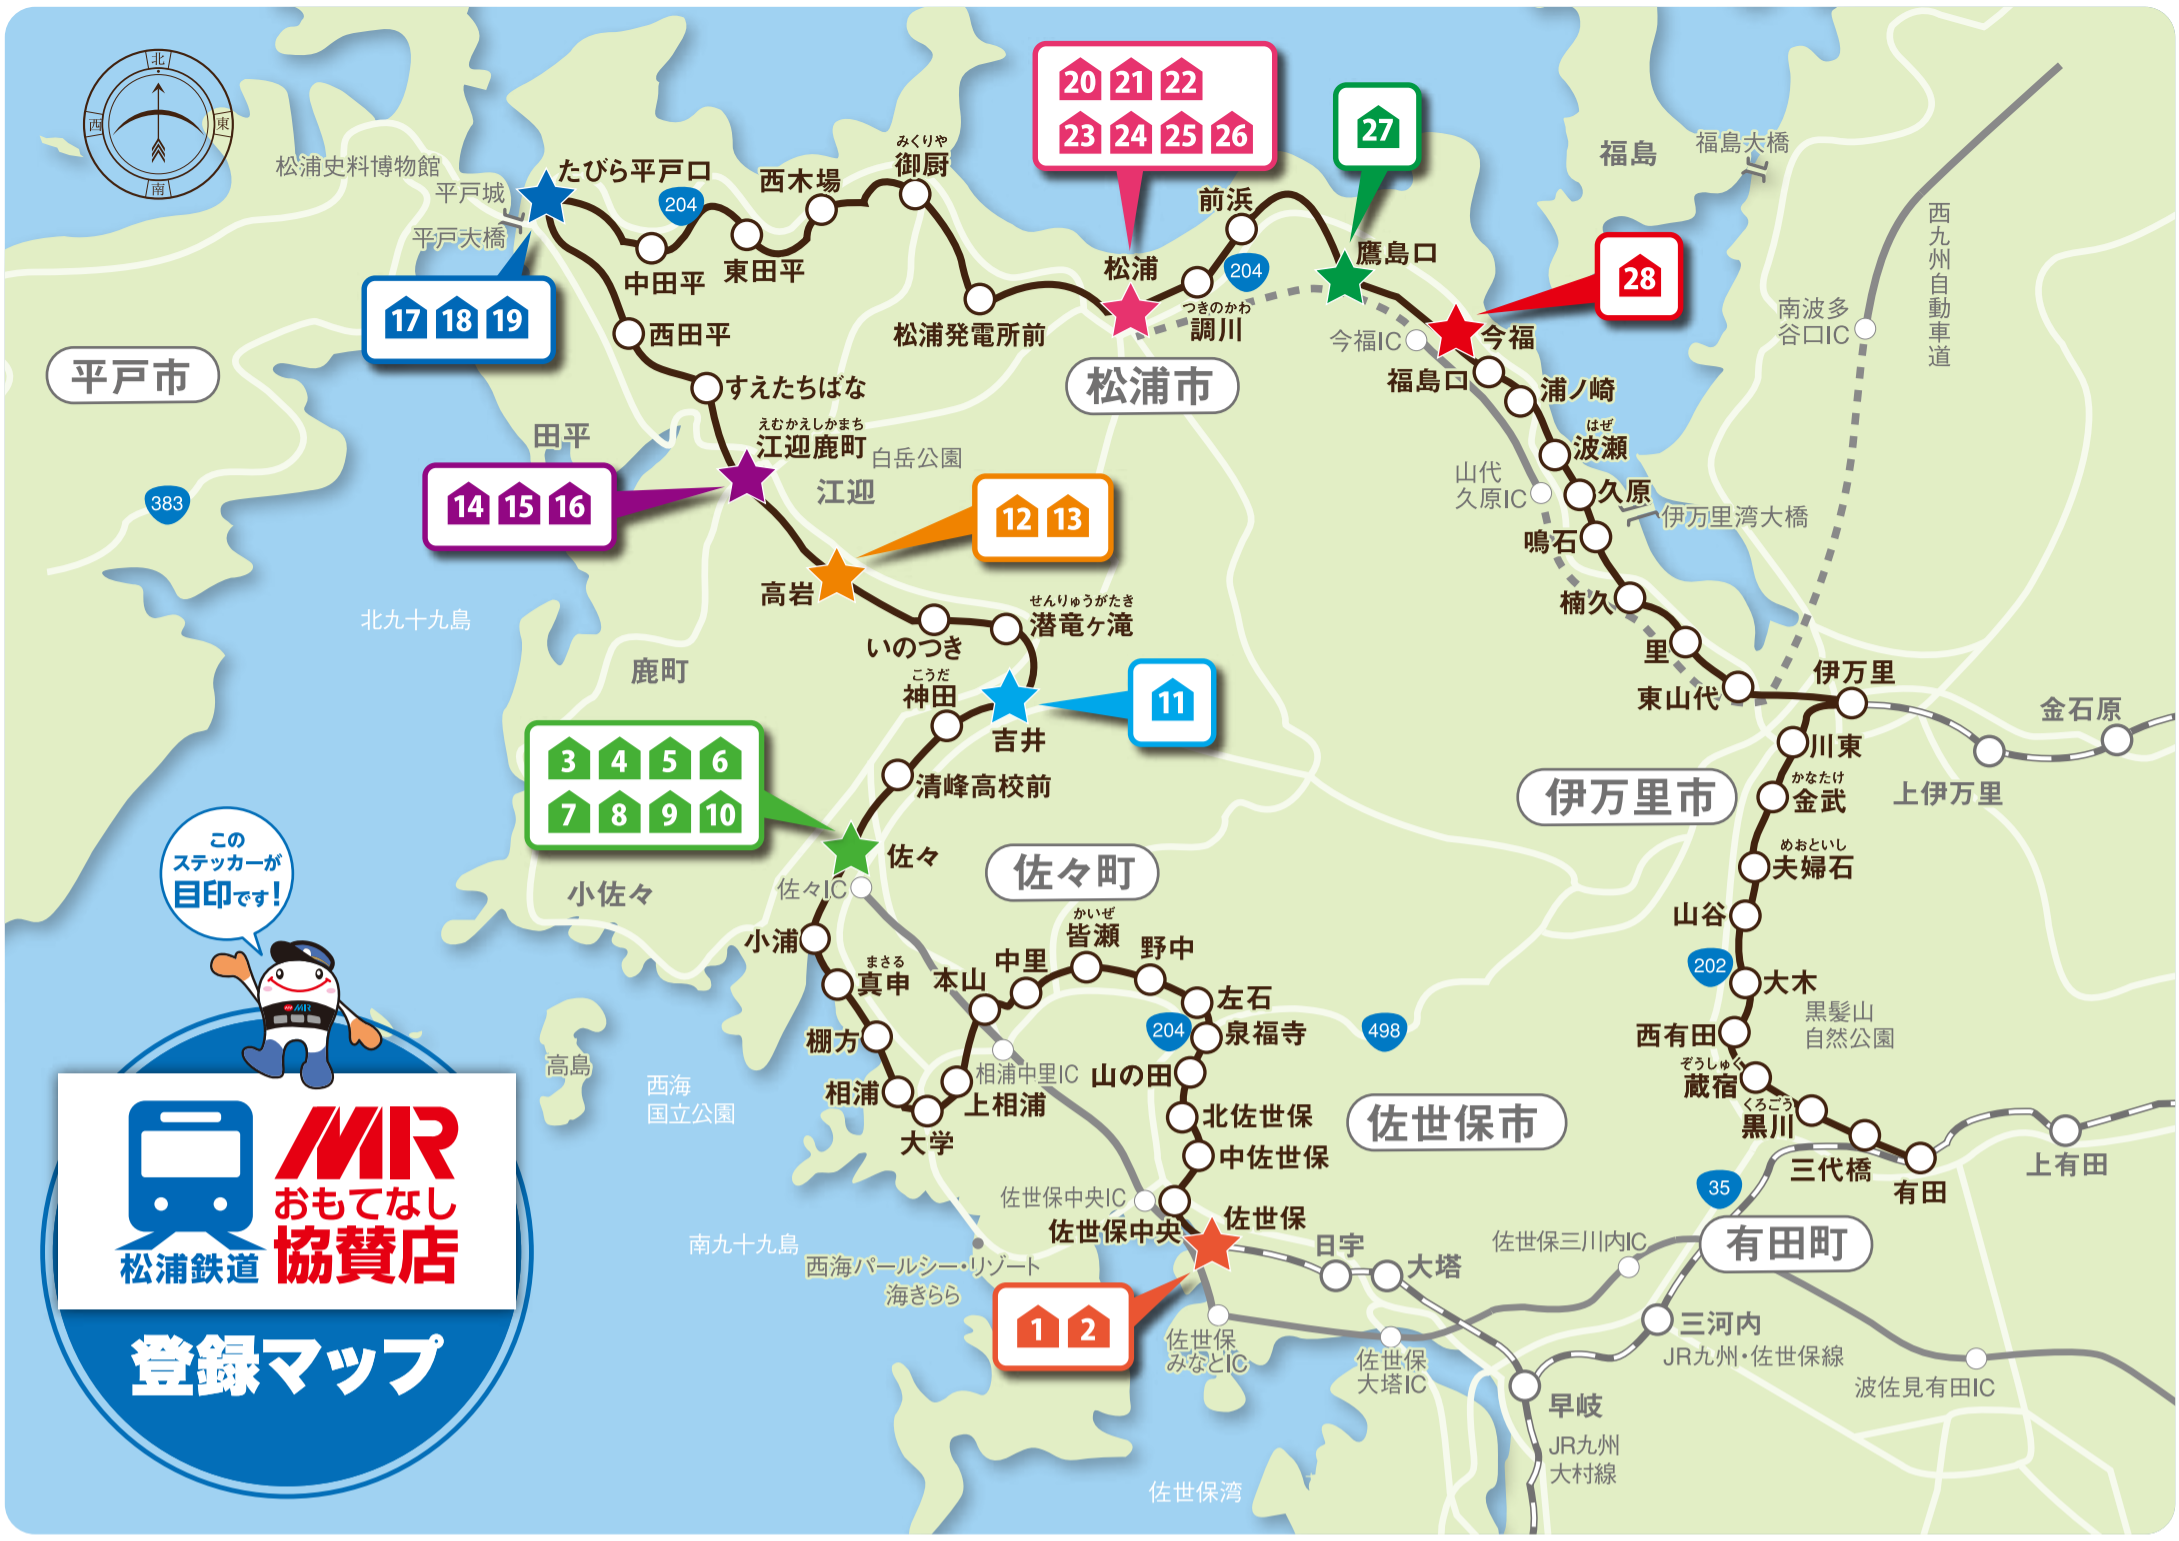 北
西
東
南
松浦史料博物館
平戸城
平戸大橋
たびら平戸口
204
中田平
東田平
西木場
みくりや
御厨
松浦発電所前
20 21 22
23 24 25 26
松浦
つきのかわ
調川
前浜
204
27
鷹島口
28
今福
今福IC
福島口
浦ノ崎
はぜ
波瀬
山代
久原IC
久原
伊万里湾大橋
鳴石
楠久
里
東山代
伊万里
福島
福島大橋
西九州自動車道
南波多
谷口IC
金石原
上伊万里
川東
かなたけ
金武
めおといし
夫婦石
山谷
202
大木
黒髪山
自然公園
西有田
ぞうしゅく
蔵宿
くろごう
黒川
三代橋
有田
上有田
35
有田町
伊万里市
松浦市
平戸市
383
17 18 19
西田平
すえたちばな
田平
えむかえしかまち
江迎鹿町
白岳公園
江迎
14 15 16
12 13
高岩
いのつき
せんりゅうがたき
潜竜ヶ滝
北九十九島
鹿町
こうだ
神田
吉井
11
清峰高校前
3 4 5 6
7 8 9 10
佐々
佐々IC
佐々町
小佐々
小浦
まさる
真申
棚方
相浦
大学
上相浦
相浦中里IC
本山
中里
かいぜ
皆瀬
野中
左石
204
泉福寺
498
山の田
北佐世保
中佐世保
佐世保市
佐世保中央IC
佐世保中央
佐世保
日宇
大塔
佐世保三川内IC
三河内
JR九州・佐世保線
波佐見有田IC
早岐
JR九州
大村線
佐世保
みなとIC
佐世保
大塔IC
1 2
高島
西海
国立公園
南九十九島
西海パールシー・リゾート
海きらら
佐世保湾
この
ステッカーが
目印です!
MR
MR
おもてなし
協賛店
松浦鉄道
登録マップ